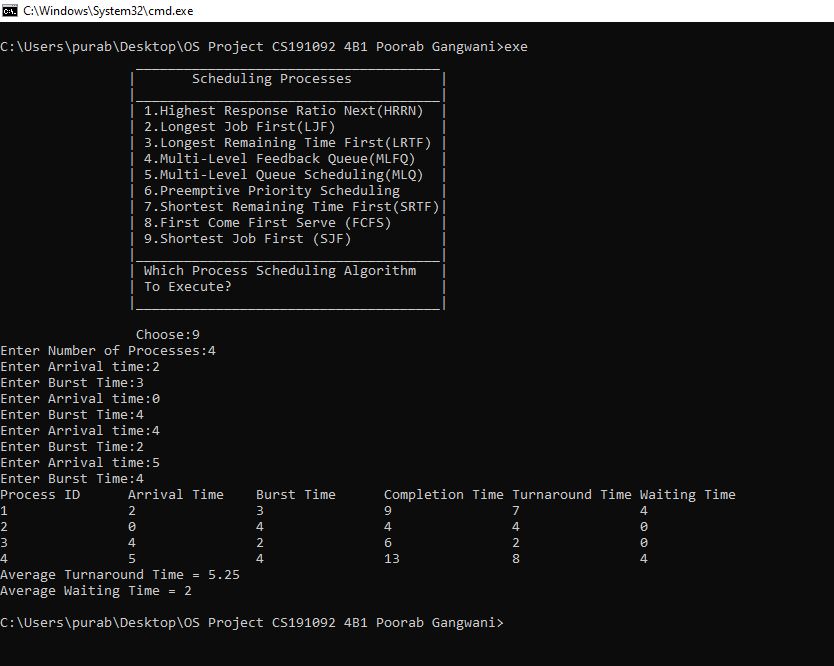 C:\Windows\System32\cmd.exe
C:\Users\purab\Desktop\OS Project CS191092 4B1 Poorab Gangwani>exe
Scheduling Processes
1.Highest Response Ratio Next(HRRN)
2.Longest Job First(LJF)
3.Longest Remaining Time First(LRTF)
4.Multi-Level Feedback Queue(MLFQ)
5.Multi-Level Queue Scheduling(MLQ)
6.Preemptive Priority Scheduling
7.Shortest Remaining Time First(SRTF)
8.First Come First Serve (FCFS)
9.Shortest Job First (SJF)
Which Process Scheduling Algorithm
To Execute?
Choose:9
Enter Number of Processes:4
Enter Arrival time:2
Enter Burst Time:3
Enter Arrival time:0
Enter Burst Time:4
Enter Arrival time:4
Enter Burst Time:2
Enter Arrival time:5
Enter Burst Time:4
Process ID Arrival Time Burst Time Completion Time Turnaround Time Waiting Time
1 2 3 9 7 4
2 0 4 4 4 0
3 4 2 6 2 0
4 5 4 13 8 4
Average Turnaround Time = 5.25
Average Waiting Time = 2
C:\Users\purab\Desktop\OS Project CS191092 4B1 Poorab Gangwani>